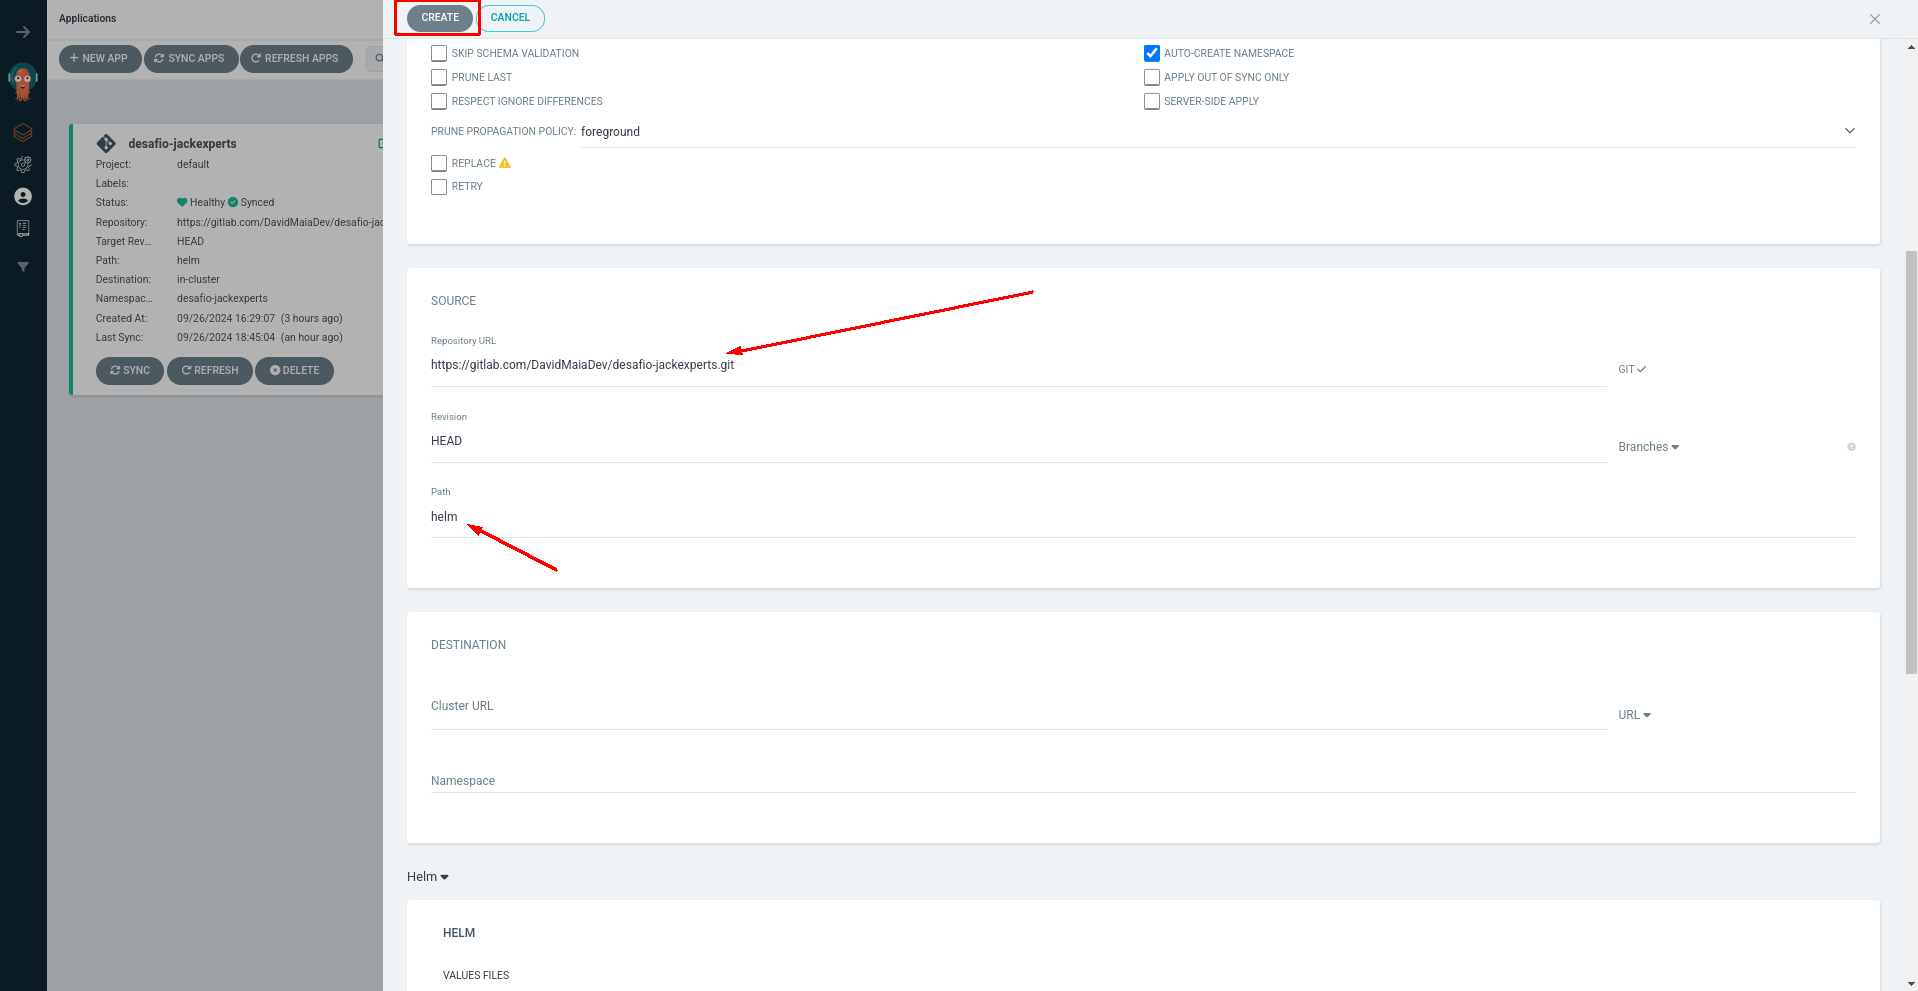 Applications
NEW APP SYNC APPS REFRESH APPS
desafio-jackexperts
Project: default
Labels:
Status: Healthy Synced
Repository: https://gitlab.com/DavidMaiaDev/desafio-jac
Target Rev... HEAD
Path: helm
Destination: in-cluster
Namespac... desafio-jackexperts
Created At: 09/26/2024 16:29:07 (3 hours ago)
Last Sync: 09/26/2024 18:45:04 (an hour ago)
SYNC REFRESH DELETE
CREATE CANCEL
SKIP SCHEMA VALIDATION AUTO-CREATE NAMESPACE
PRUNE LAST APPLY OUT OF SYNC ONLY
RESPECT IGNORE DIFFERENCES SERVER-SIDE APPLY
PRUNE PROPAGATION POLICY: foreground
REPLACE
RETRY
SOURCE
Repository URL
https://gitlab.com/DavidMaiaDev/desafio-jackexperts.git GIT
Revision
HEAD Branches
Path
helm
DESTINATION
Cluster URL URL
Namespace
Helm
HELM
VALUES FILES